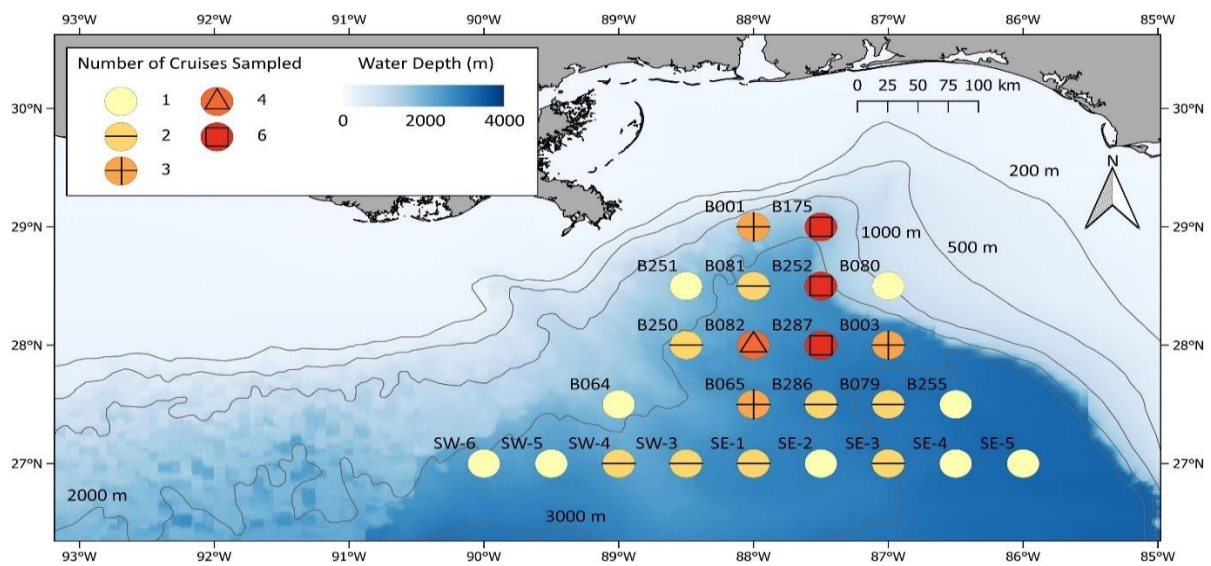 93°W 92°W 91°W 90°W 89°W 88°W 87°W 86°W 85°W
Number of Cruises Sampled Water Depth (m)
1 4
2 6
3
0 2000 4000
0 25 50 75 100 km
30°N 30°N
200 m
N
B001 B175
29°N 29°N
1000 m
500 m
B251 B081 B252 B080
B250 B082 B287 B003
28°N 28°N
B064 B065 B286 B079 B255
SW-6 SW-5 SW-4 SW-3 SE-1 SE-2 SE-3 SE-4 SE-5
27°N 27°N
2000 m
3000 m
93°W 92°W 91°W 90°W 89°W 88°W 87°W 86°W 85°W